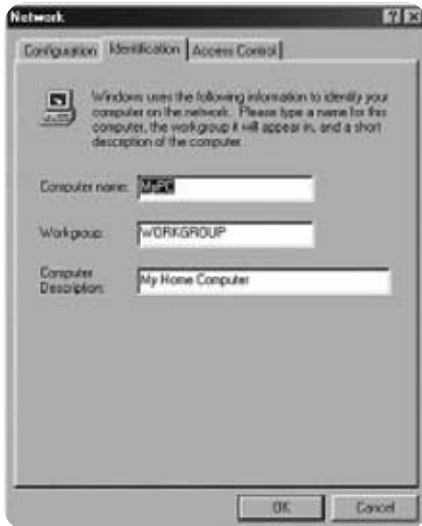 Network
Configuration Identification Access Control
Windows uses the following information to identify your
computer on the network. Please type a name for this
computer, the workgroup it will appear in, and a short
description of the computer.
Computer name: MyPC
Workgroup: WORKGROUP
Computer
Description: My Home Computer
OK Cancel